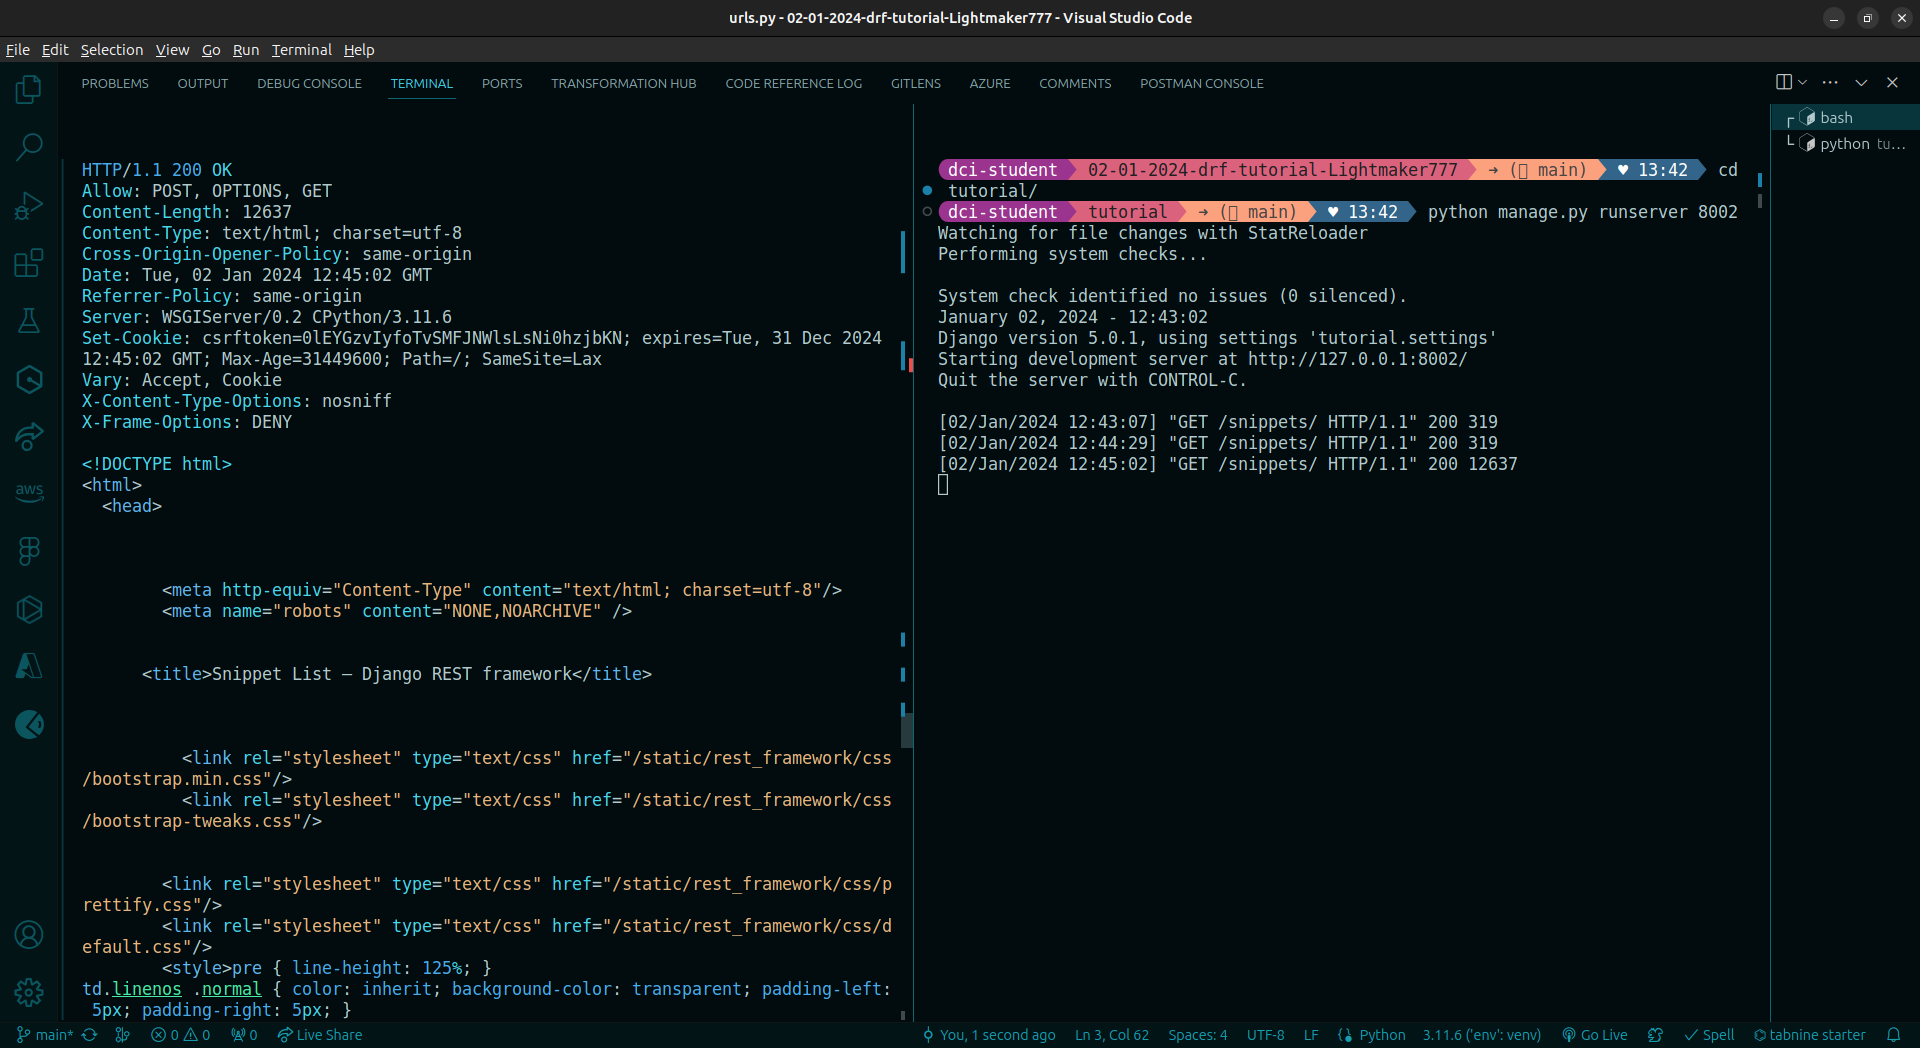 urls.py - 02-01-2024-drf-tutorial-Lightmaker777 - Visual Studio Code
File Edit Selection View Go Run Terminal Help
PROBLEMS OUTPUT DEBUG CONSOLE TERMINAL PORTS TRANSFORMATION HUB CODE REFERENCE LOG GITLENS AZURE COMMENTS POSTMAN CONSOLE
HTTP/1.1 200 OK
Allow: POST, OPTIONS, GET
Content-Length: 12637
Content-Type: text/html; charset=utf-8
Cross-Origin-Opener-Policy: same-origin
Date: Tue, 02 Jan 2024 12:45:02 GMT
Referrer-Policy: same-origin
Server: WSGIServer/0.2 CPython/3.11.6
Set-Cookie: csrftoken=0lEYGzvIyfoTvSMFJNWlsLsNi0hzjbKN; expires=Tue, 31 Dec 2024
12:45:02 GMT; Max-Age=31449600; Path=/; SameSite=Lax
Vary: Accept, Cookie
X-Content-Type-Options: nosniff
X-Frame-Options: DENY
<!DOCTYPE html>
<html>
<head>
<meta http-equiv="Content-Type" content="text/html; charset=utf-8"/>
<meta name="robots" content="NONE,NOARCHIVE" />
<title>Snippet List – Django REST framework</title>
<link rel="stylesheet" type="text/css" href="/static/rest_framework/css
/bootstrap.min.css"/>
<link rel="stylesheet" type="text/css" href="/static/rest_framework/css
/bootstrap-tweaks.css"/>
<link rel="stylesheet" type="text/css" href="/static/rest_framework/css/p
rettify.css"/>
<link rel="stylesheet" type="text/css" href="/static/rest_framework/css/d
efault.css"/>
<style>pre { line-height: 125%; }
td.linenos .normal { color: inherit; background-color: transparent; padding-left:
5px; padding-right: 5px; }
dci-student 02-01-2024-drf-tutorial-Lightmaker777 ➜ ( main) ♥ 13:42 cd
tutorial/
dci-student tutorial ➜ ( main) ♥ 13:42 python manage.py runserver 8002
Watching for file changes with StatReloader
Performing system checks...
System check identified no issues (0 silenced).
January 02, 2024 - 12:43:02
Django version 5.0.1, using settings 'tutorial.settings'
Starting development server at http://127.0.0.1:8002/
Quit the server with CONTROL-C.
[02/Jan/2024 12:43:07] "GET /snippets/ HTTP/1.1" 200 319
[02/Jan/2024 12:44:29] "GET /snippets/ HTTP/1.1" 200 319
[02/Jan/2024 12:45:02] "GET /snippets/ HTTP/1.1" 200 12637
bash
python tu...
aws
main* 0 0 0 Live Share You, 1 second ago Ln 3, Col 62 Spaces: 4 UTF-8 LF Python 3.11.6 ('env': venv) Go Live Spell tabnine starter